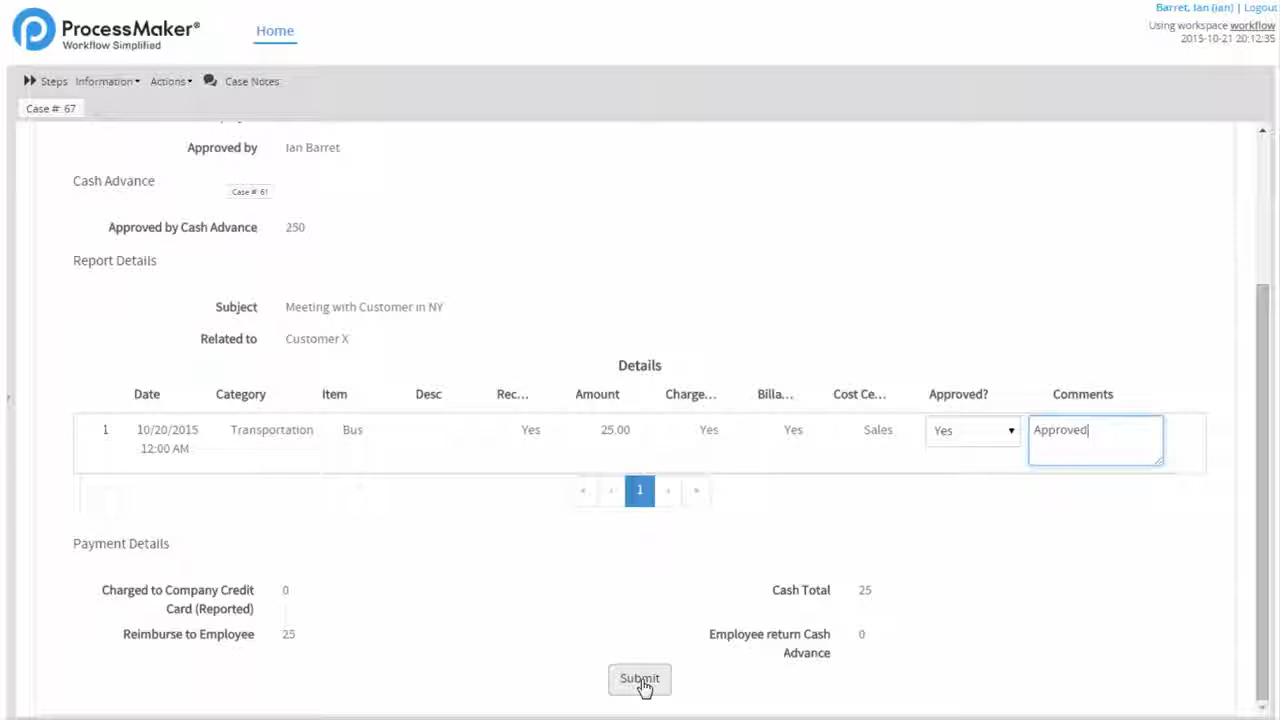 ProcessMaker®
Workflow Simplified
Home
Barret, Ian (ian) | Logout
Using workspace workflow
2015-10-21 20:12:35
Steps Information Actions Case Notes
Case #: 67
Approved by Ian Barret
Cash Advance
Case #: 61
Approved by Cash Advance 250
Report Details
Subject Meeting with Customer in NY
Related to Customer X
Details
Date Category Item Desc Rec... Amount Charge... Billa... Cost Ce... Approved? Comments
1 10/20/2015 Transportation Bus Yes 25.00 Yes Yes Sales Yes Approved
12:00 AM
« ‹ 1 › »
Payment Details
Charged to Company Credit 0 Cash Total 25
Card (Reported)
Reimburse to Employee 25 Employee return Cash 0
Advance
Submit